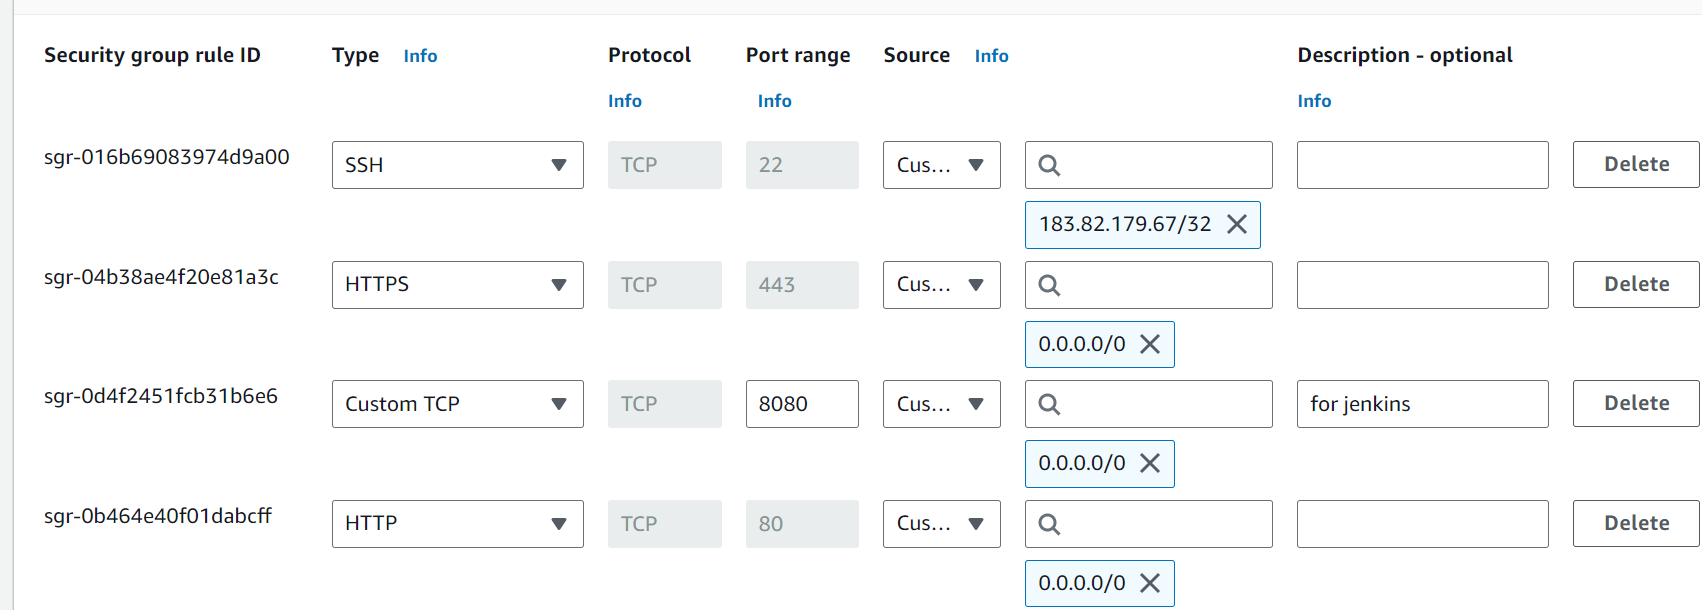 Security group rule ID Type Info Protocol Port range Source Info Description - optional
Info Info Info
sgr-016b69083974d9a00 SSH TCP 22 Cus... Delete
183.82.179.67/32
sgr-04b38ae4f20e81a3c HTTPS TCP 443 Cus... Delete
0.0.0.0/0
sgr-0d4f2451fcb31b6e6 Custom TCP TCP 8080 Cus... for jenkins Delete
0.0.0.0/0
sgr-0b464e40f01dabcff HTTP TCP 80 Cus... Delete
0.0.0.0/0